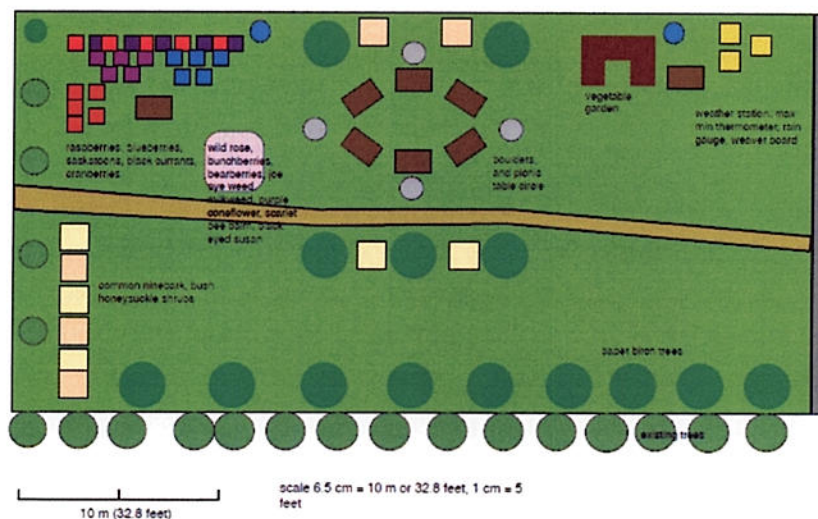 raspberries, blueberries,
saskatoons, black currants,
cranberries
wild rose,
bunchberries,
bearberries, joe
pye weed,
milkweed, purple
coneflower, scarlet
bee balm, black
eyed susan
boulders,
and picnic
table circle
vegetable
garden
weather station, max
min thermometer, rain
gauge, weaver board
common ninebark, bush
honeysuckle shrubs
paper birch trees
existing trees
scale 6.5 cm = 10 m or 32.8 feet, 1 cm = 5
feet
10 m (32.8 feet)